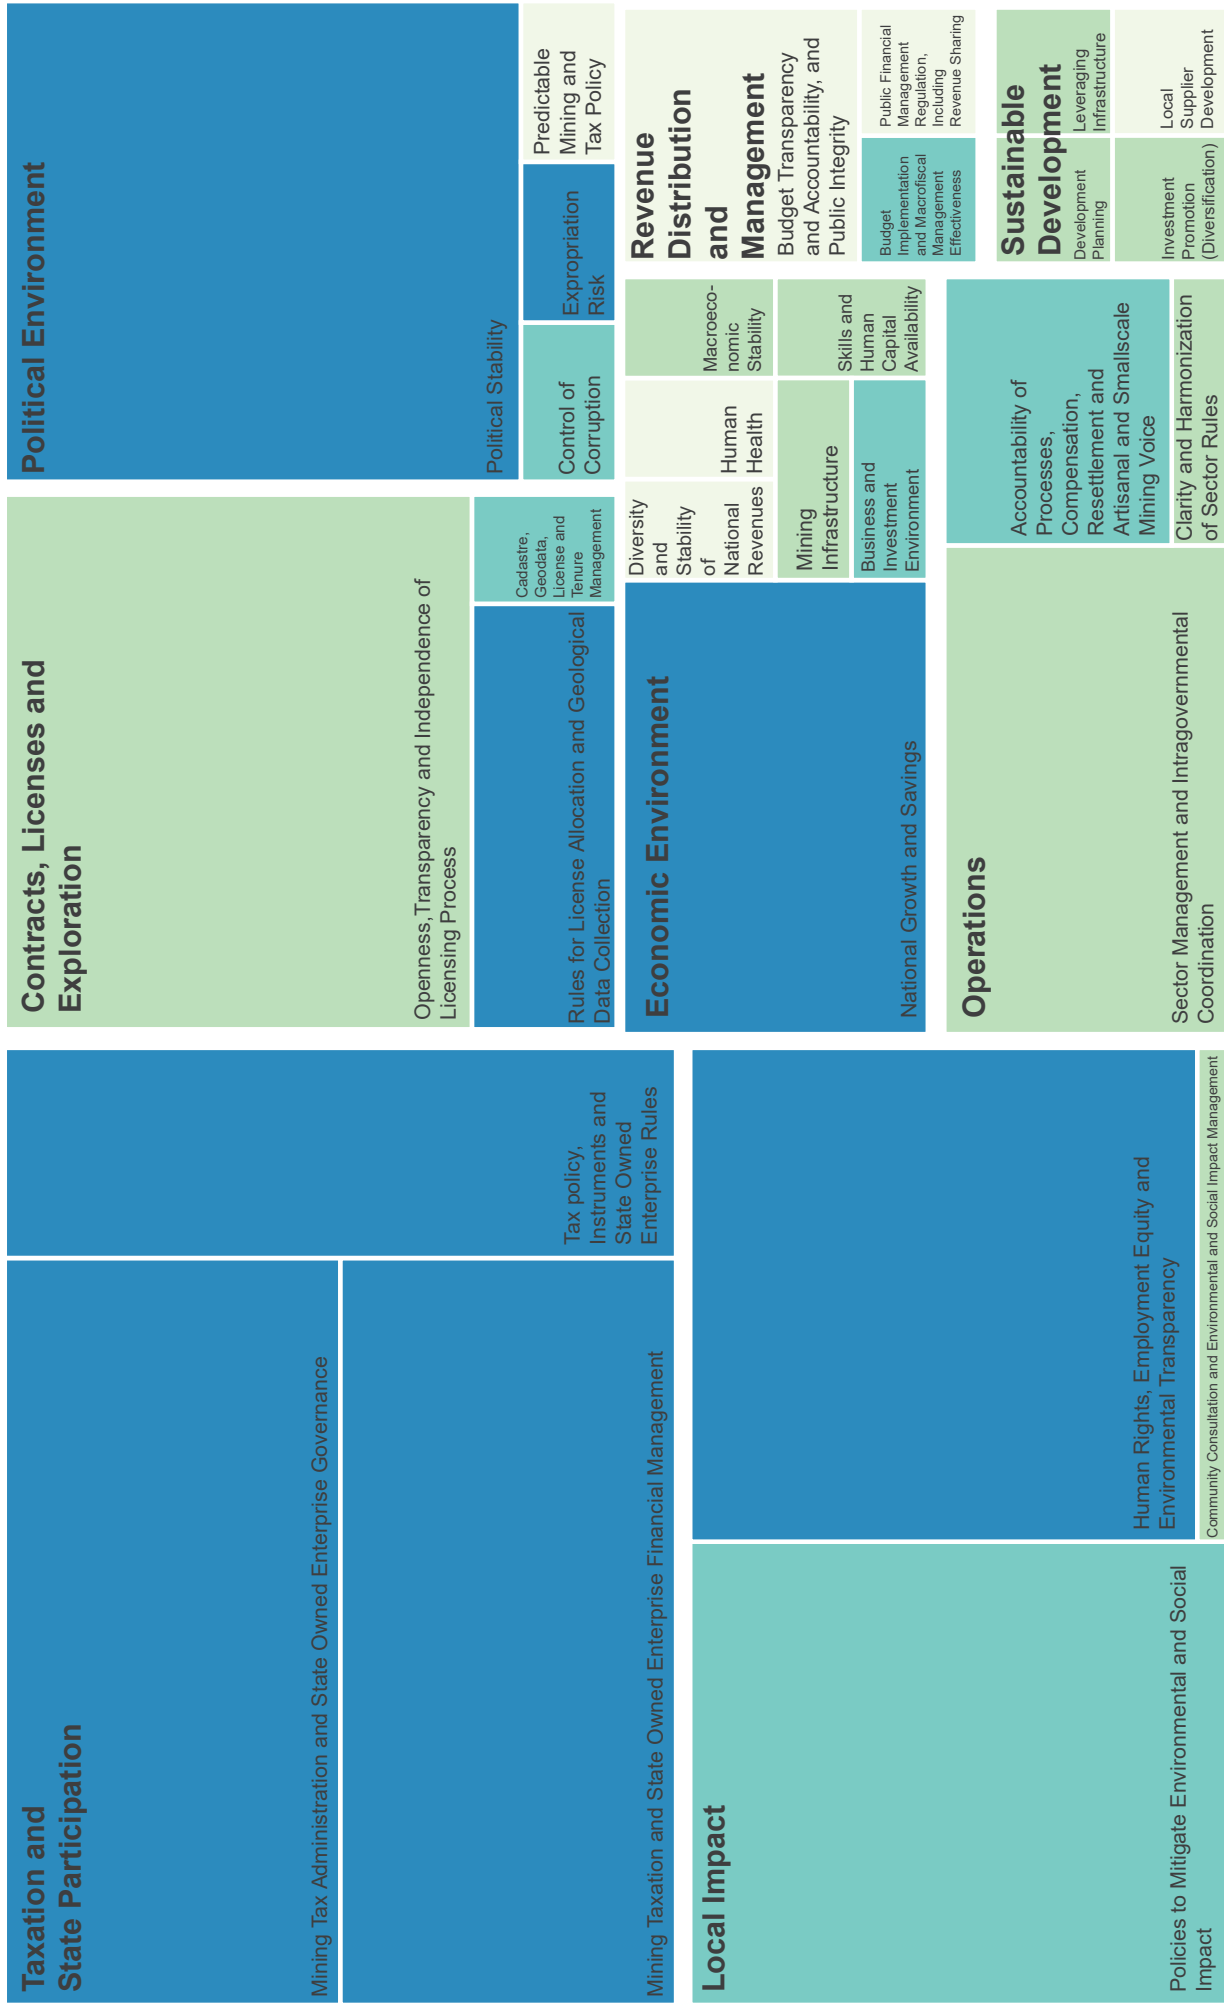 Taxation and
State Participation
Mining Tax Administration and State Owned Enterprise Governance
Mining Taxation and State Owned Enterprise Financial Management
Tax policy,
Instruments and
State Owned
Enterprise Rules
Local Impact
Policies to Mitigate Environmental and Social
Impact
Human Rights, Employment Equity and
Environmental Transparency
Community Consultation and Environmental and Social Impact Management
Contracts, Licenses and
Exploration
Openness,Transparency and Independence of
Licensing Process
Rules for License Allocation and Geological
Data Collection
Cadastre,
Geodata,
License and
Tenure
Management
Political Environment
Political Stability
Control of
Corruption
Expropriation
Risk
Predictable
Mining and
Tax Policy
Economic Environment
National Growth and Savings
Diversity
and
Stability
of
National
Revenues
Human
Health
Macroeco-
nomic
Stability
Mining
Infrastructure
Business and
Investment
Environment
Skills and
Human
Capital
Availability
Revenue
Distribution
and
Management
Budget Transparency
and Accountability, and
Public Integrity
Budget
Implementation
and Macrofiscal
Management
Effectiveness
Public Financial
Management
Regulation,
Including
Revenue Sharing
Operations
Sector Management and Intragovernmental
Coordination
Accountability of
Processes,
Compensation,
Resettlement and
Artisanal and Smallscale
Mining Voice
Clarity and Harmonization
of Sector Rules
Sustainable
Development
Development
Planning
Leveraging
Infrastructure
Investment
Promotion
(Diversification)
Local
Supplier
Development